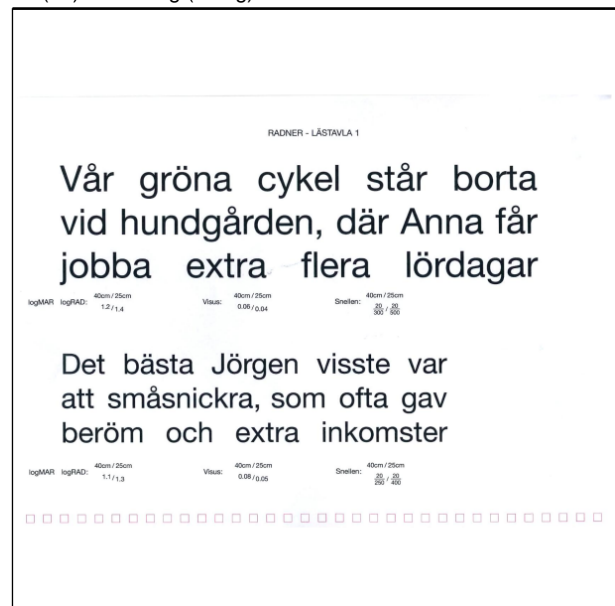 RADNER - LÄSTAVLA 1
Vår gröna cykel står borta
vid hundgården, där Anna får
jobba extra flera lördagar
logMAR logRAD: 40cm / 25cm 1.2 / 1.4 Visus: 40cm / 25cm 0.06 / 0.04 Snellen: 40cm / 25cm 20/300 / 20/500
Det bästa Jörgen visste var
att småsnickra, som ofta gav
beröm och extra inkomster
logMAR logRAD: 40cm / 25cm 1.1 / 1.3 Visus: 40cm / 25cm 0.08 / 0.05 Snellen: 40cm / 25cm 20/250 / 20/400